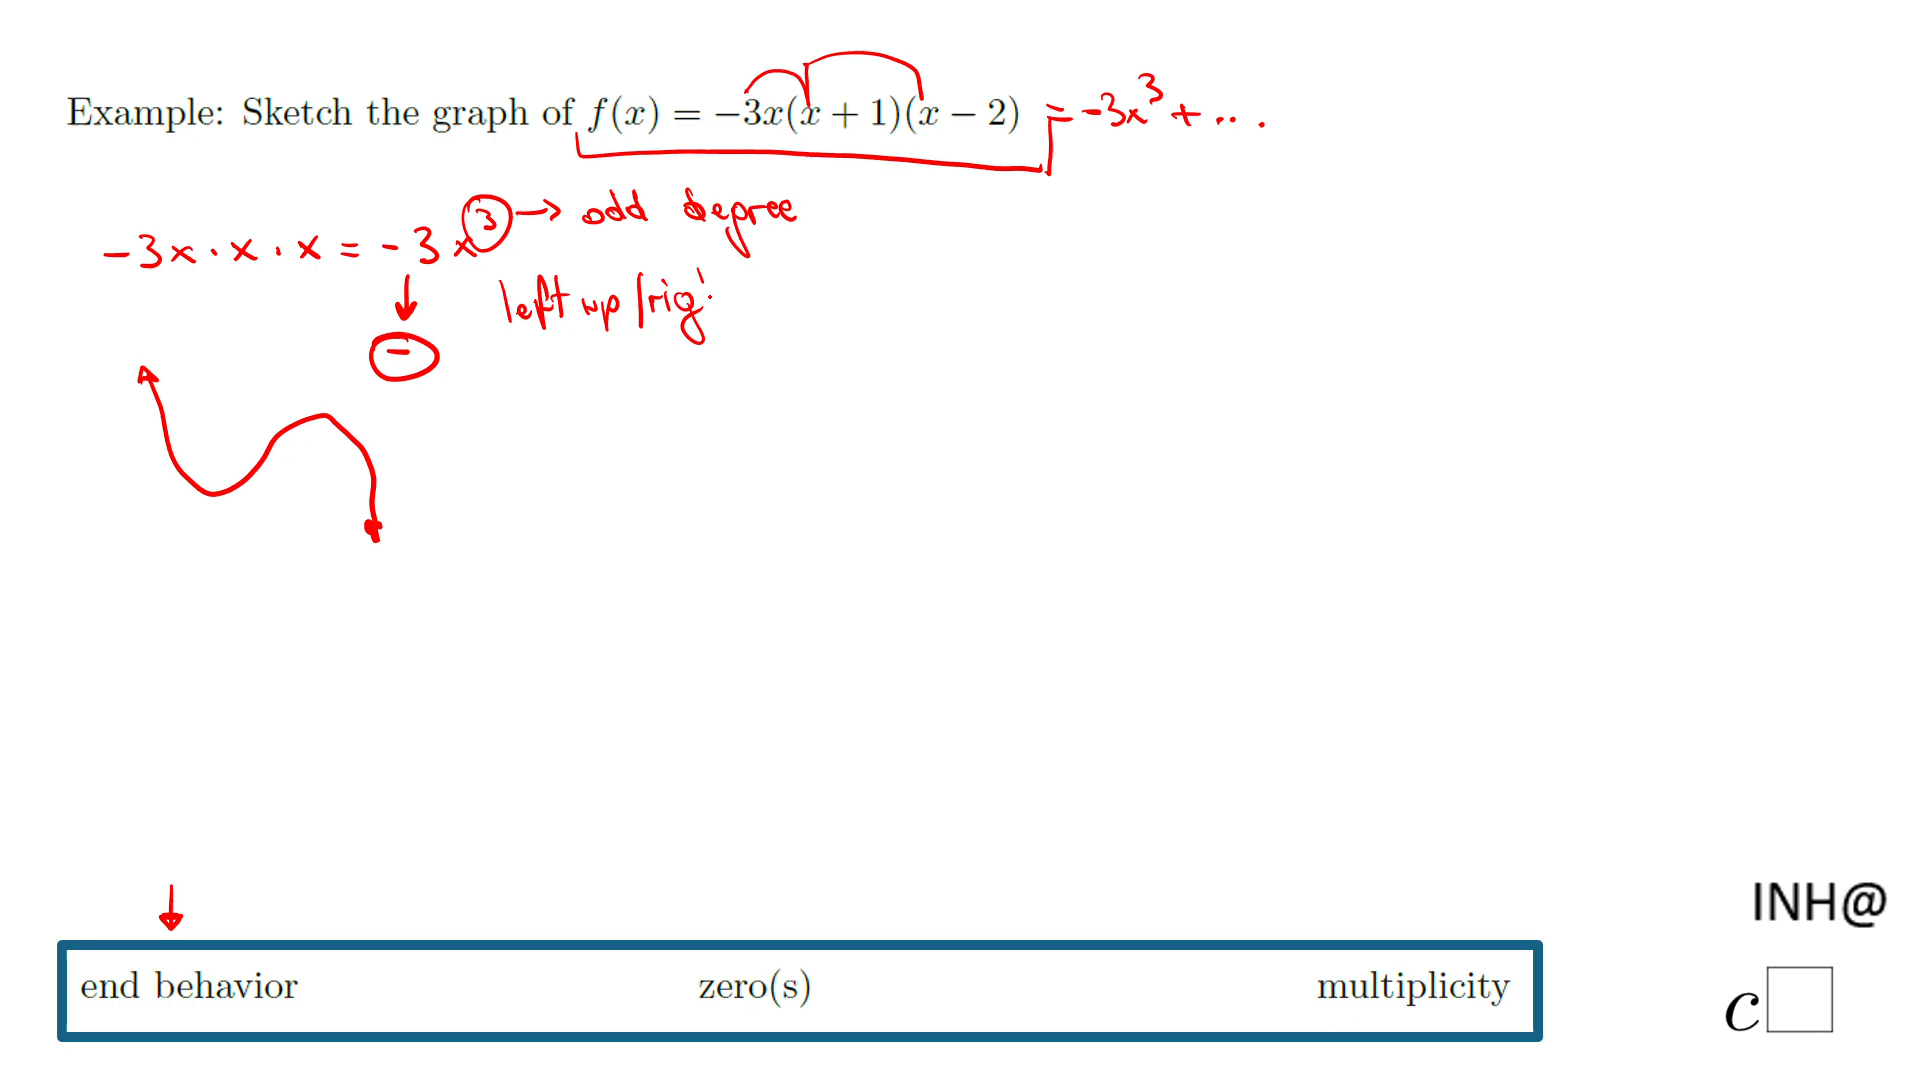 Example: Sketch the graph of f(x) = −3x(x + 1)(x − 2) = -3x³ + ...
-3x · x · x = -3x³ → odd degree
left up/rig
−
end behavior zero(s) multiplicity
INH@
c□